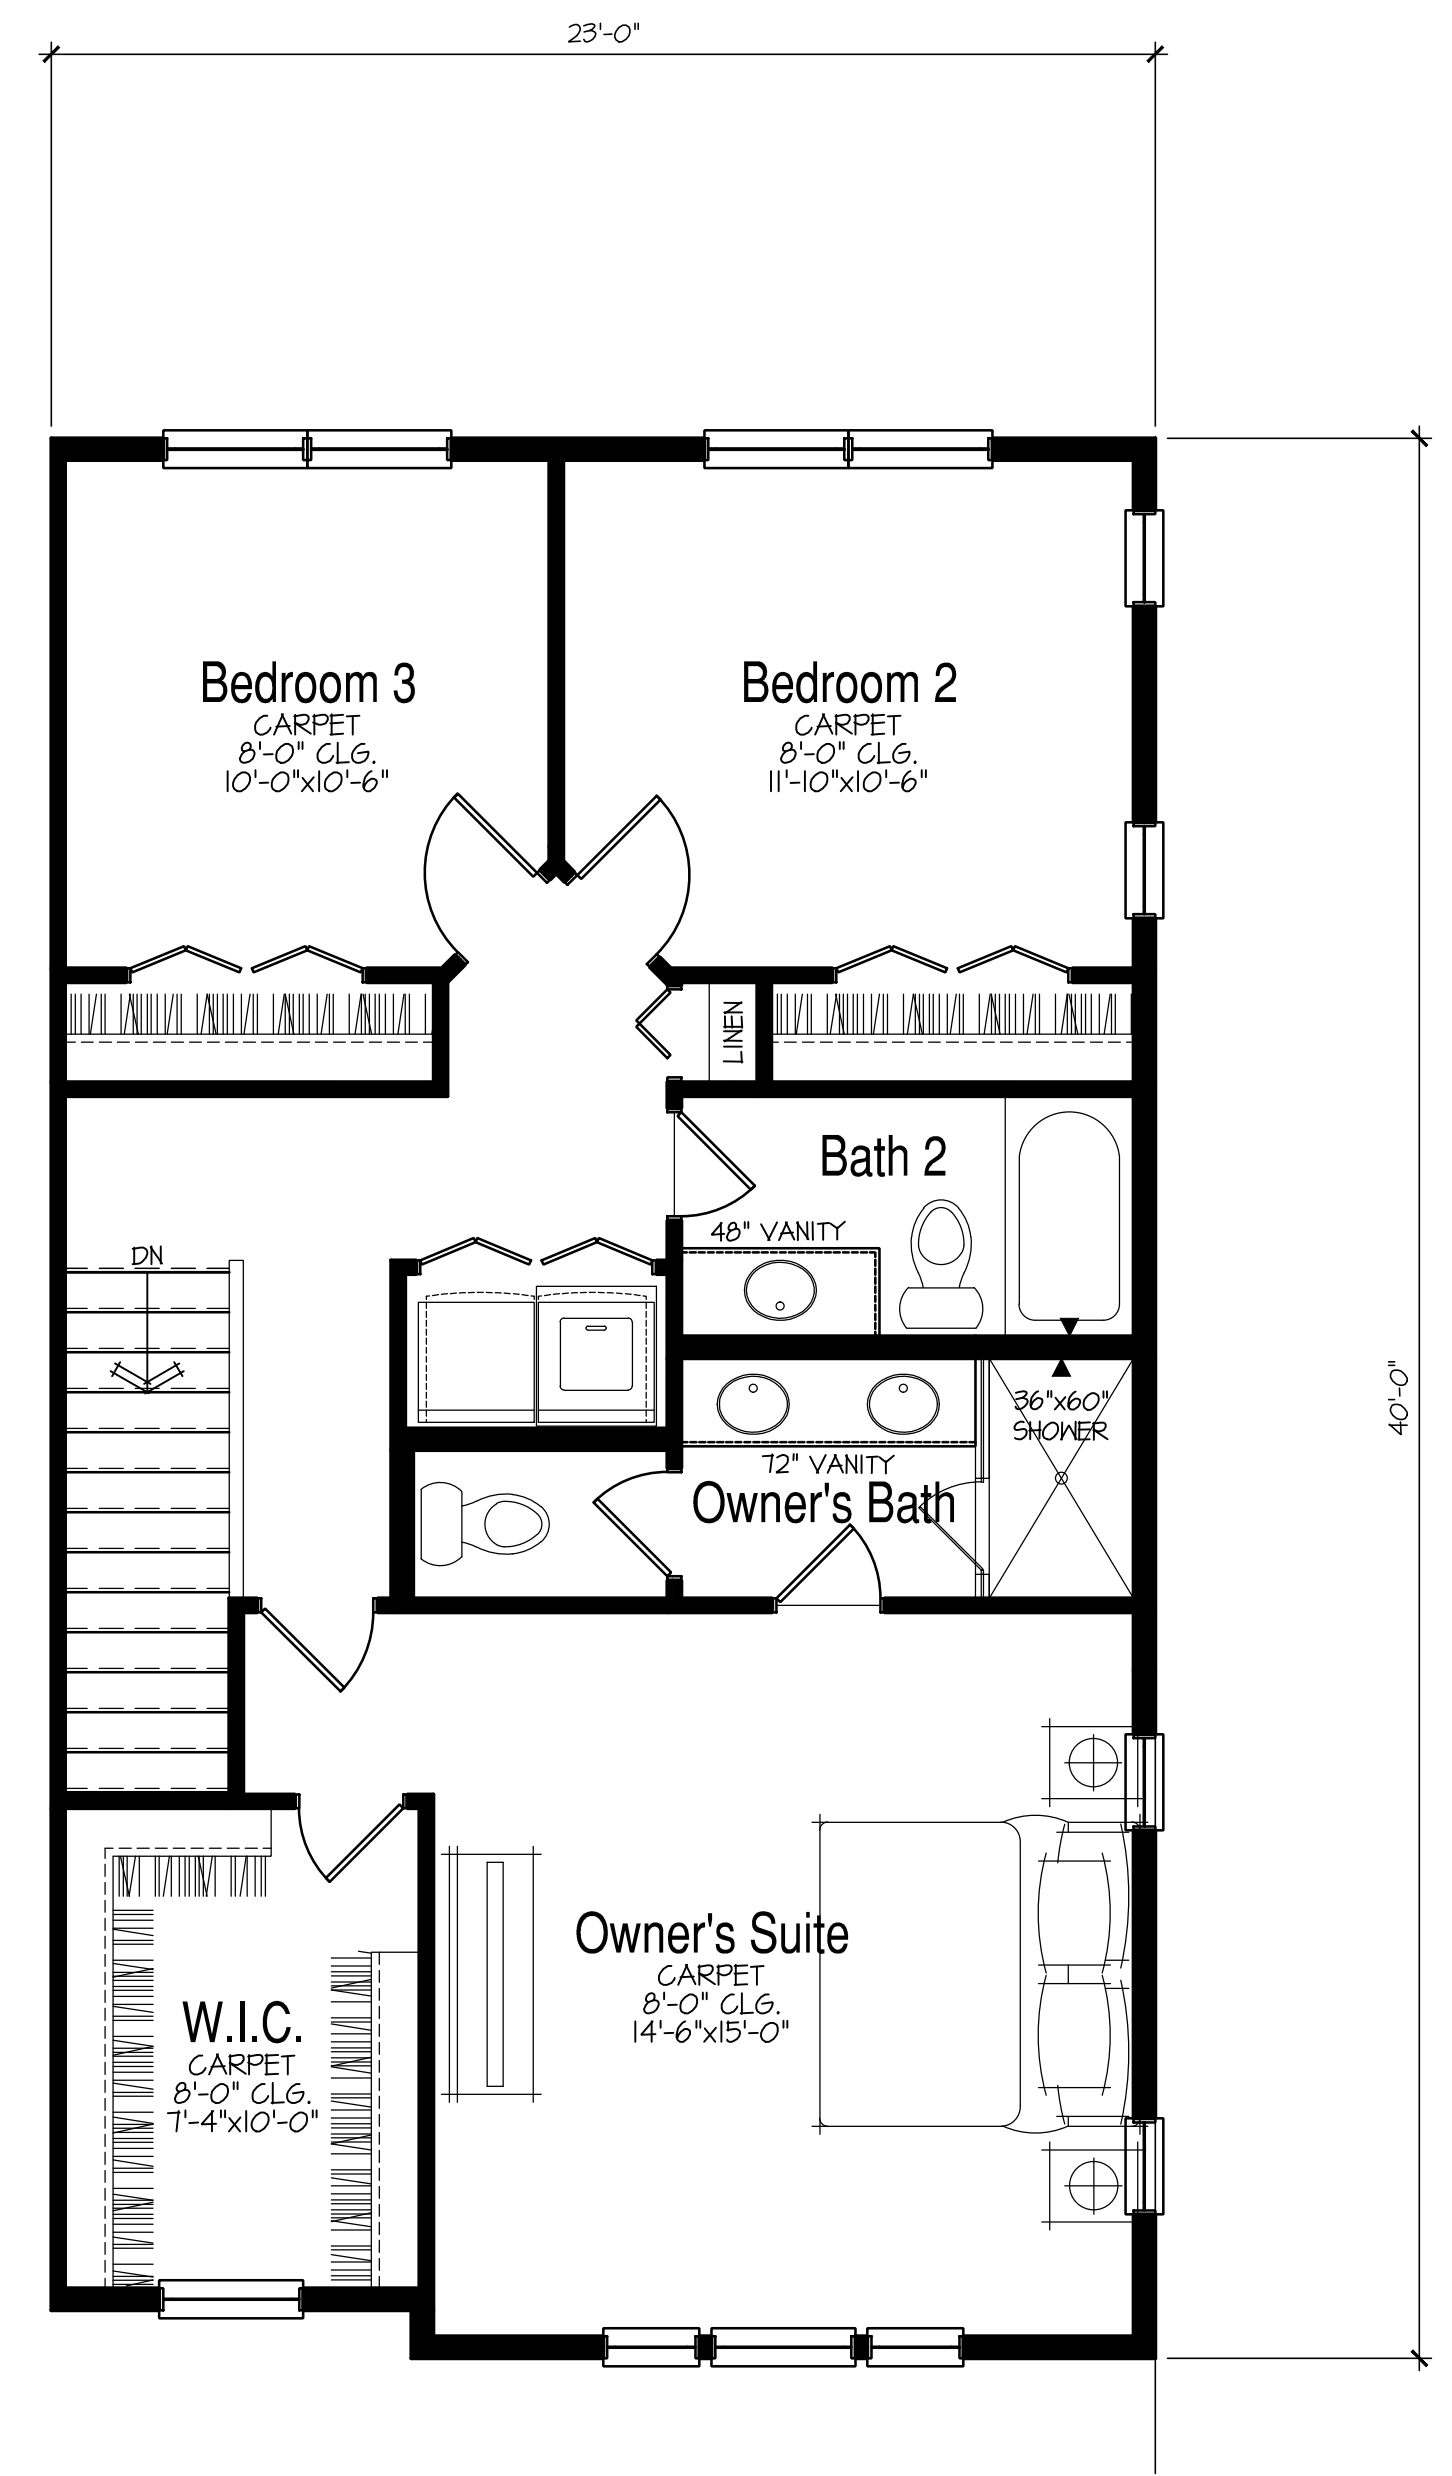 23'-0"
Bedroom 3
CARPET
8'-0" CLG.
10'-0"x10'-6"
Bedroom 2
CARPET
8'-0" CLG.
11'-10"x10'-6"
LINEN
Bath 2
48" VANITY
DN
36"x60"
SHOWER
40'-0"
72" VANITY
Owner's Bath
Owner's Suite
CARPET
8'-0" CLG.
14'-6"x15'-0"
W.I.C.
CARPET
8'-0" CLG.
7'-4"x10'-0"